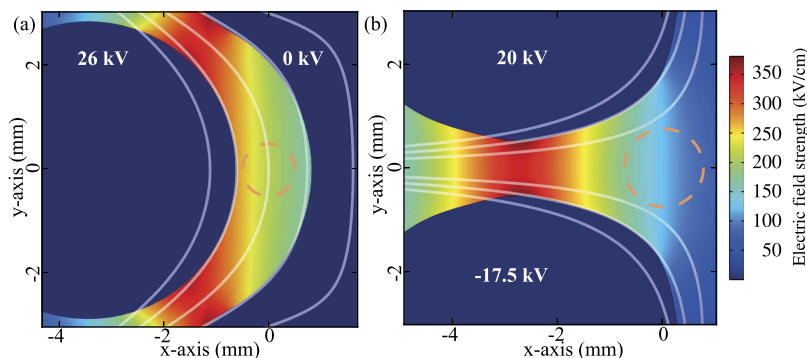 (a)
26 kV
0 kV
2
0
-2
y-axis (mm)
-4
-2
0
x-axis (mm)
(b)
20 kV
-17.5 kV
2
0
-2
y-axis (mm)
-4
-2
0
x-axis (mm)
350
300
250
200
150
100
50
Electric field strength (kV/cm)